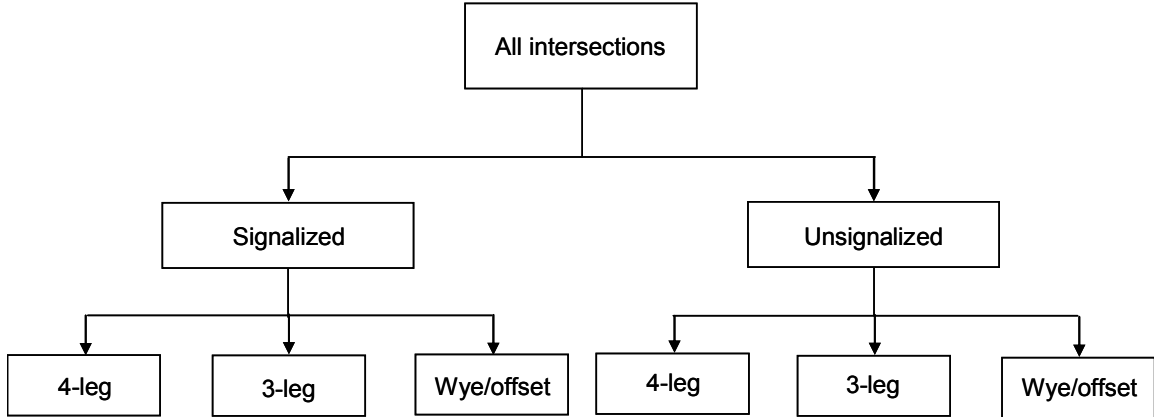 All intersections
Signalized
Unsignalized
4-leg
3-leg
Wye/offset
4-leg
3-leg
Wye/offset